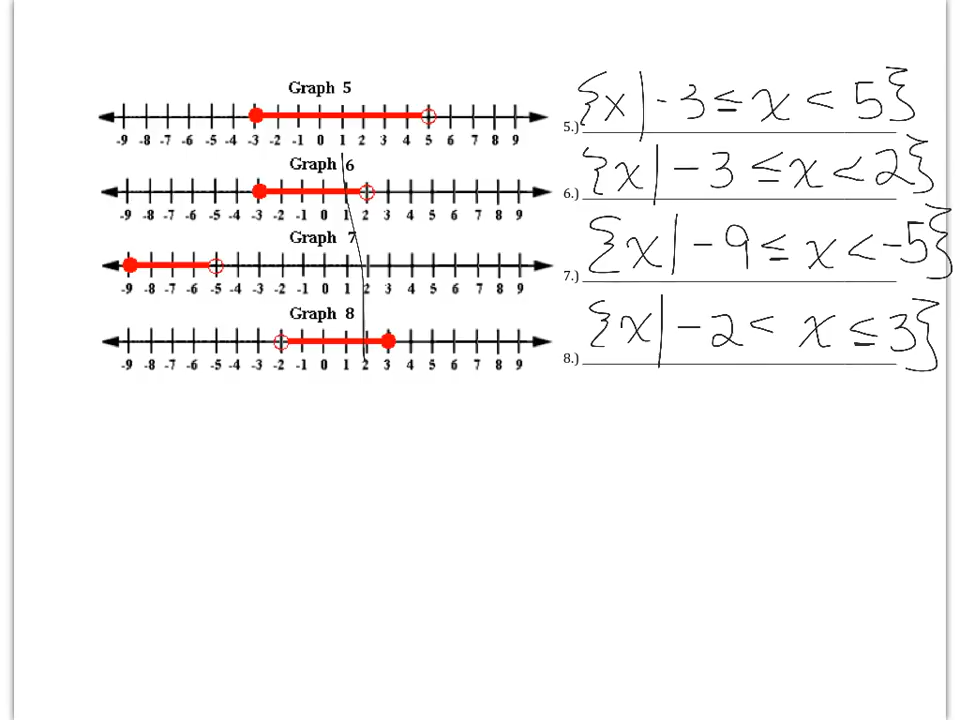 Graph 5
-9 -8 -7 -6 -5 -4 -3 -2 -1 0 1 2 3 4 5 6 7 8 9
5.) {x| -3 ≤ x < 5}
Graph 6
-9 -8 -7 -6 -5 -4 -3 -2 -1 0 1 2 3 4 5 6 7 8 9
6.) {x| -3 ≤ x < 2}
Graph 7
-9 -8 -7 -6 -5 -4 -3 -2 -1 0 1 2 3 4 5 6 7 8 9
7.) {x| -9 ≤ x < -5}
Graph 8
-9 -8 -7 -6 -5 -4 -3 -2 -1 0 1 2 3 4 5 6 7 8 9
8.) {x| -2 < x ≤ 3}